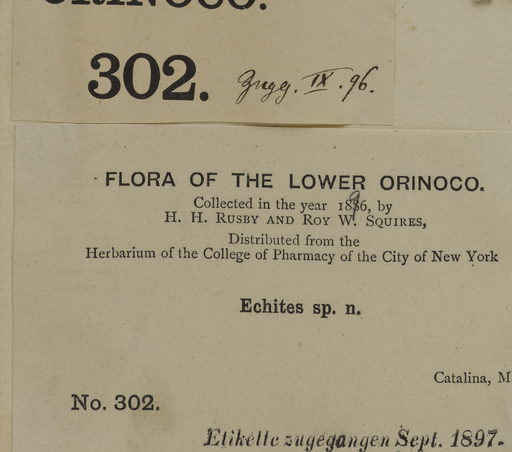 ORINOCO.
302. Zugg. IX. 96.
FLORA OF THE LOWER ORINOCO.
Collected in the year 1896, by
H. H. RUSBY AND ROY W. SQUIRES,
Distributed from the
Herbarium of the College of Pharmacy of the City of New York
Echites sp. n.
Catalina, M
No. 302.
Etikette zugegangen Sept. 1897.